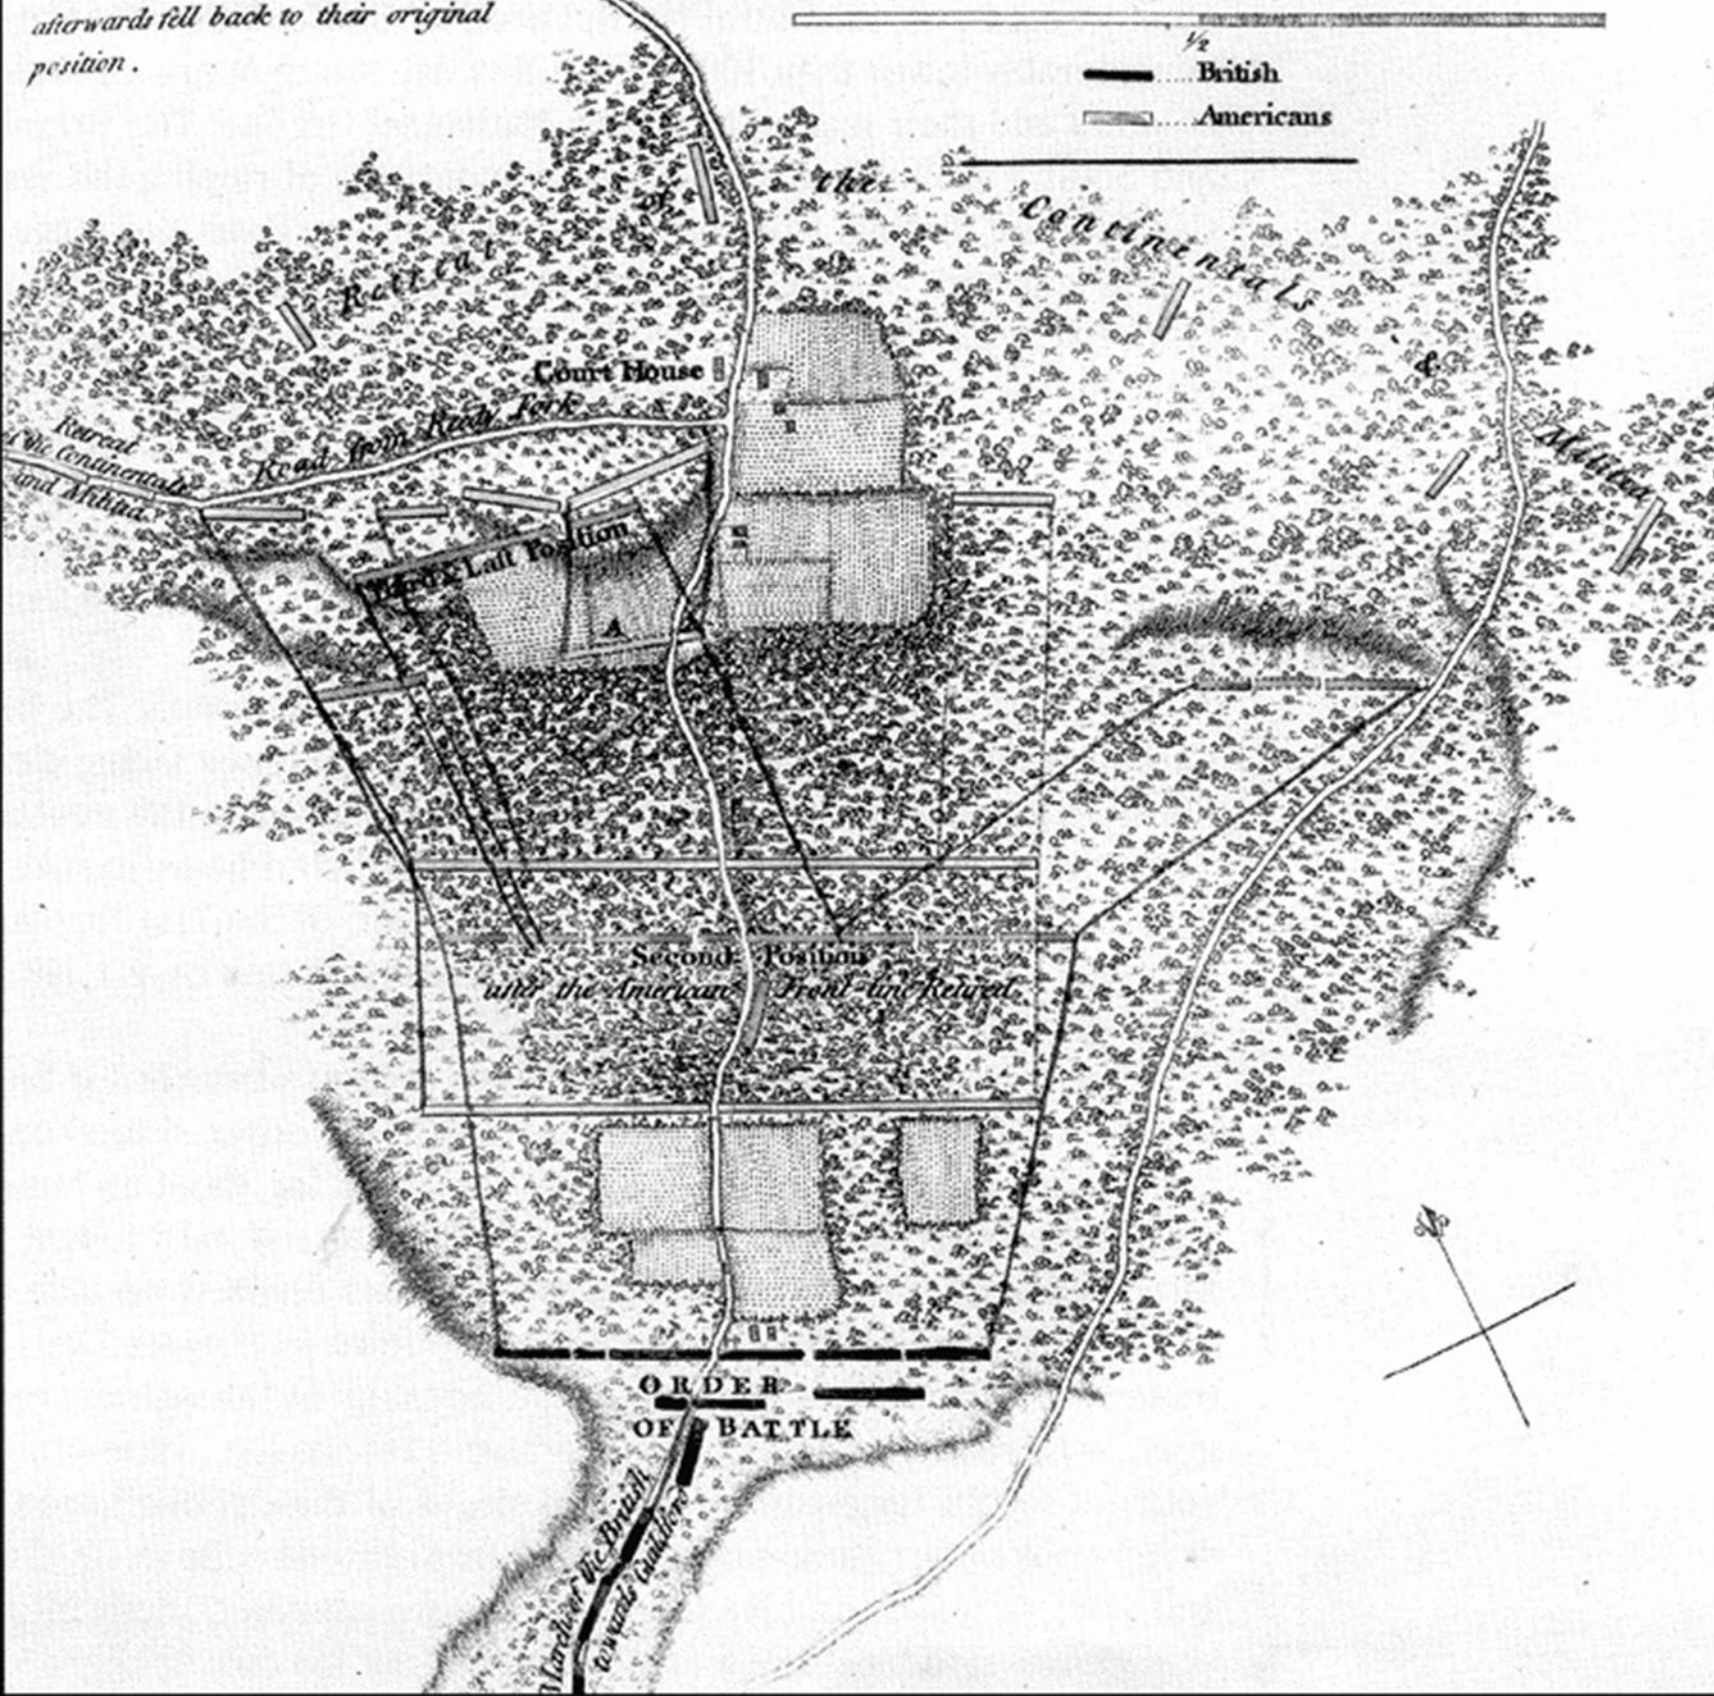 afterwards fell back to their original
position.
1/2
British
Americans
Retreat of the Continentals & Militia
Court House
Road from Reedy Fork
Retreat
of the Continentals
and Militia
Third & Last Position
A
Second Position
after the Americans Front-line Retired
ORDER
OF BATTLE
March of the British
towards Guildford